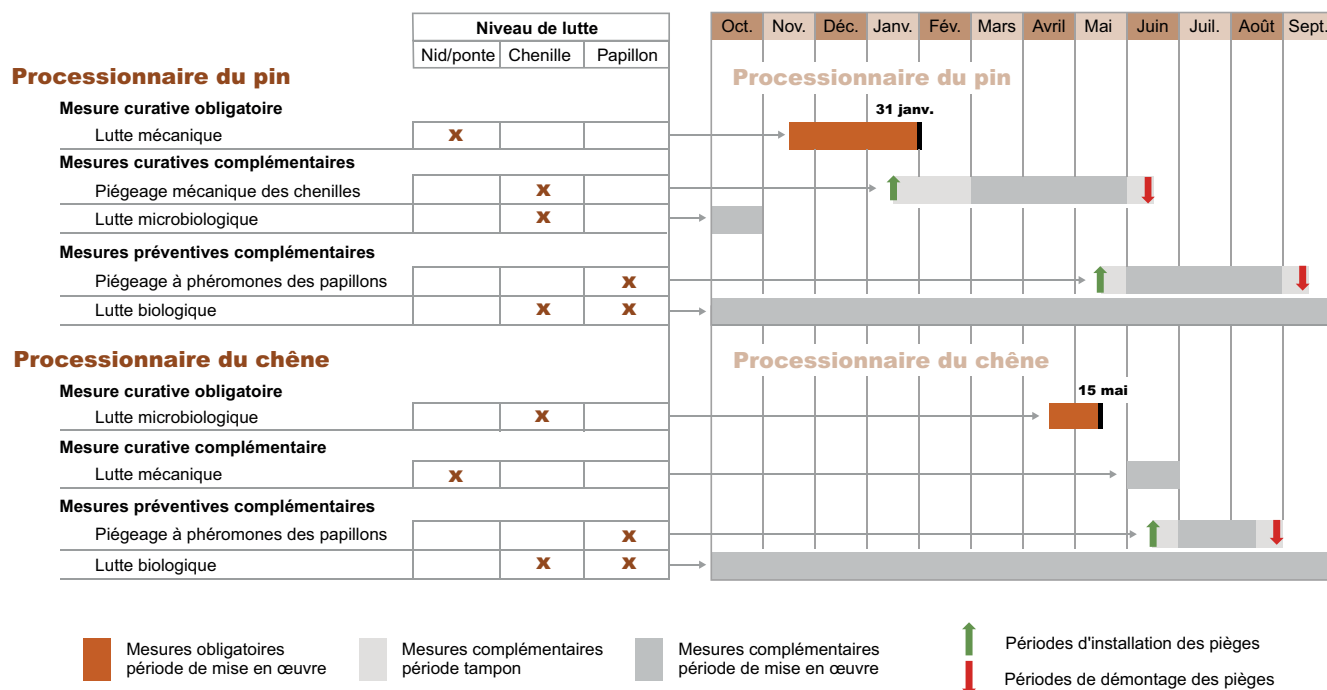 Niveau de lutte
Nid/ponte Chenille Papillon
Oct. Nov. Déc. Janv. Fév. Mars Avril Mai Juin Juil. Août Sept.
Processionnaire du pin
Processionnaire du pin
Mesure curative obligatoire
31 janv.
Lutte mécanique x
Mesures curatives complémentaires
Piégeage mécanique des chenilles x
Lutte microbiologique x
Mesures préventives complémentaires
Piégeage à phéromones des papillons x
Lutte biologique x x
Processionnaire du chêne
Processionnaire du chêne
Mesure curative obligatoire
15 mai
Lutte microbiologique x
Mesure curative complémentaire
Lutte mécanique x
Mesures préventives complémentaires
Piégeage à phéromones des papillons x
Lutte biologique x x
Mesures obligatoires
période de mise en œuvre
Mesures complémentaires
période tampon
Mesures complémentaires
période de mise en œuvre
Périodes d'installation des pièges
Périodes de démontage des pièges